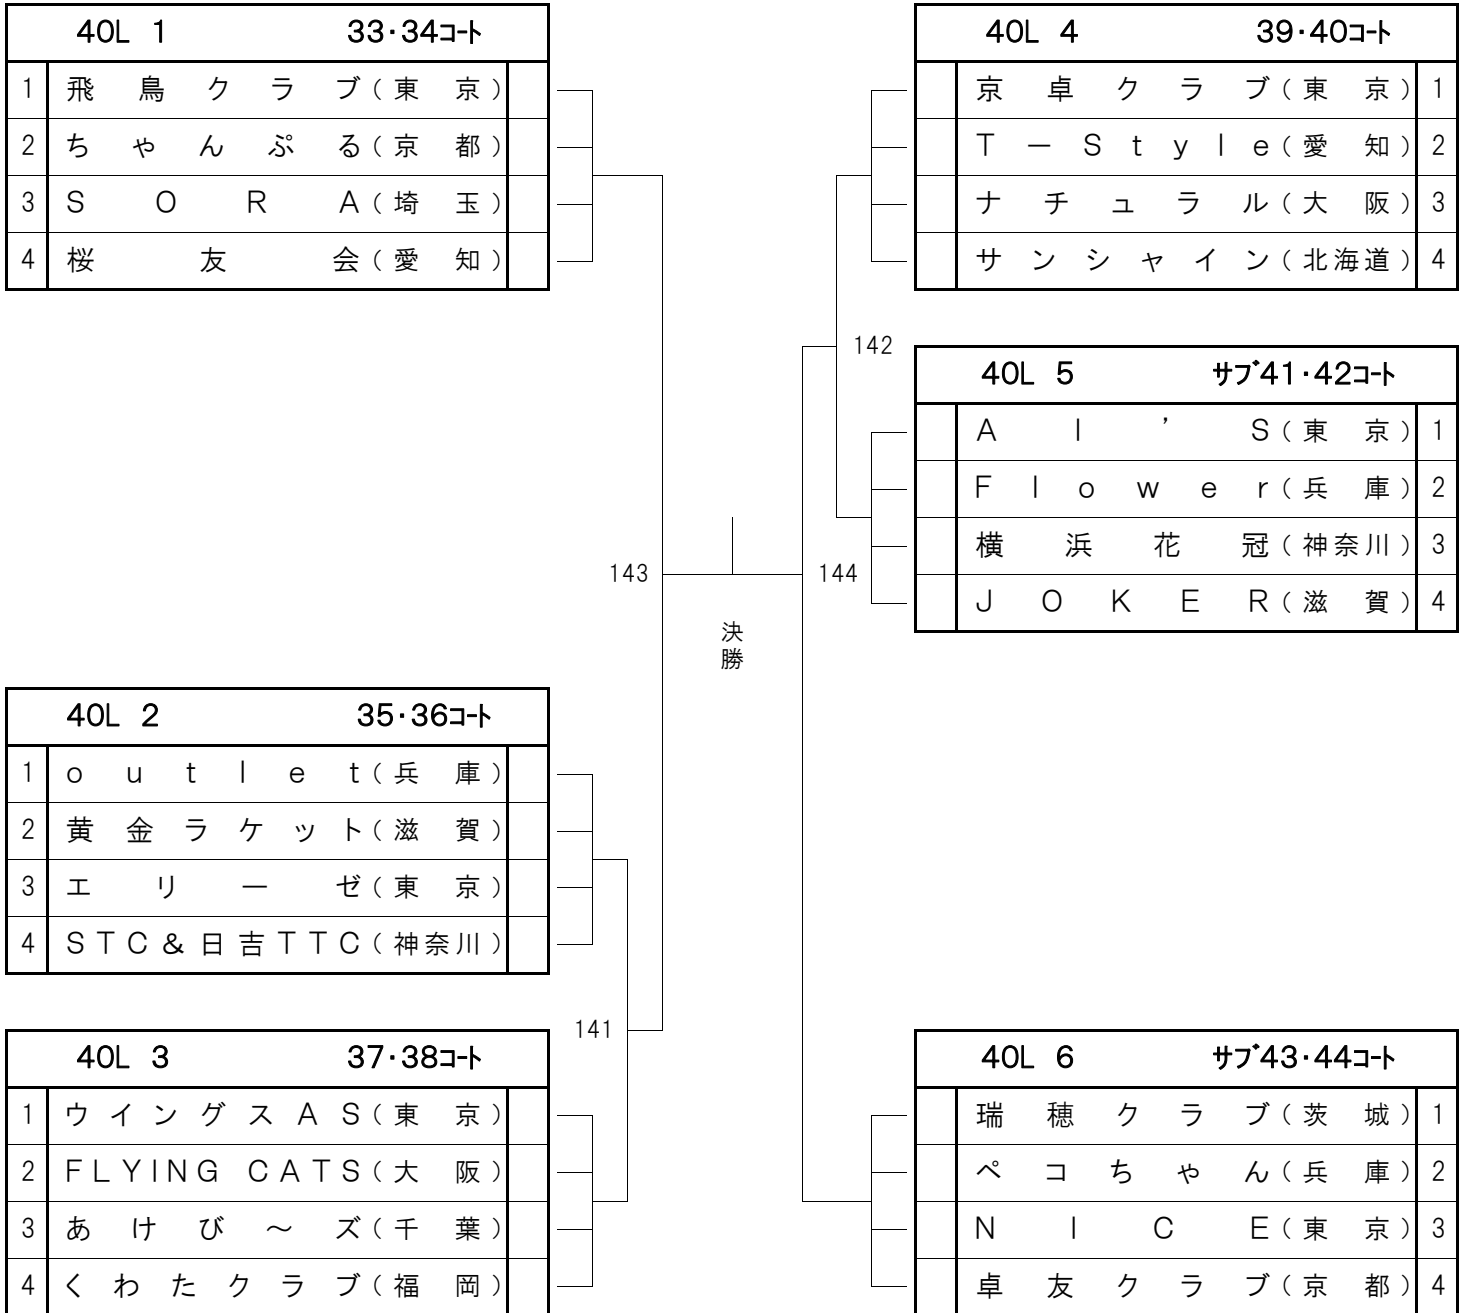 40L 1 33・34コート
1 飛鳥クラブ(東京)
2 ちゃんぷる(京都)
3 SORA(埼玉)
4 桜友会(愛知)
40L 4 39・40コート
京卓クラブ(東京) 1
T－Style(愛知) 2
ナチュラル(大阪) 3
サンシャイン(北海道) 4
142
40L 5 サブ41・42コート
Al’S(東京) 1
Flower(兵庫) 2
横浜花冠(神奈川) 3
JOKER(滋賀) 4
143
144
決勝
40L 2 35・36コート
1 outlet(兵庫)
2 黄金ラケット(滋賀)
3 エリーゼ(東京)
4 STC&日吉TTC(神奈川)
141
40L 3 37・38コート
1 ウイングスAS(東京)
2 FLYING CATS(大阪)
3 あけび～ズ(千葉)
4 くわたクラブ(福岡)
40L 6 サブ43・44コート
瑞穂クラブ(茨城) 1
ペコちゃん(兵庫) 2
NICE(東京) 3
卓友クラブ(京都) 4